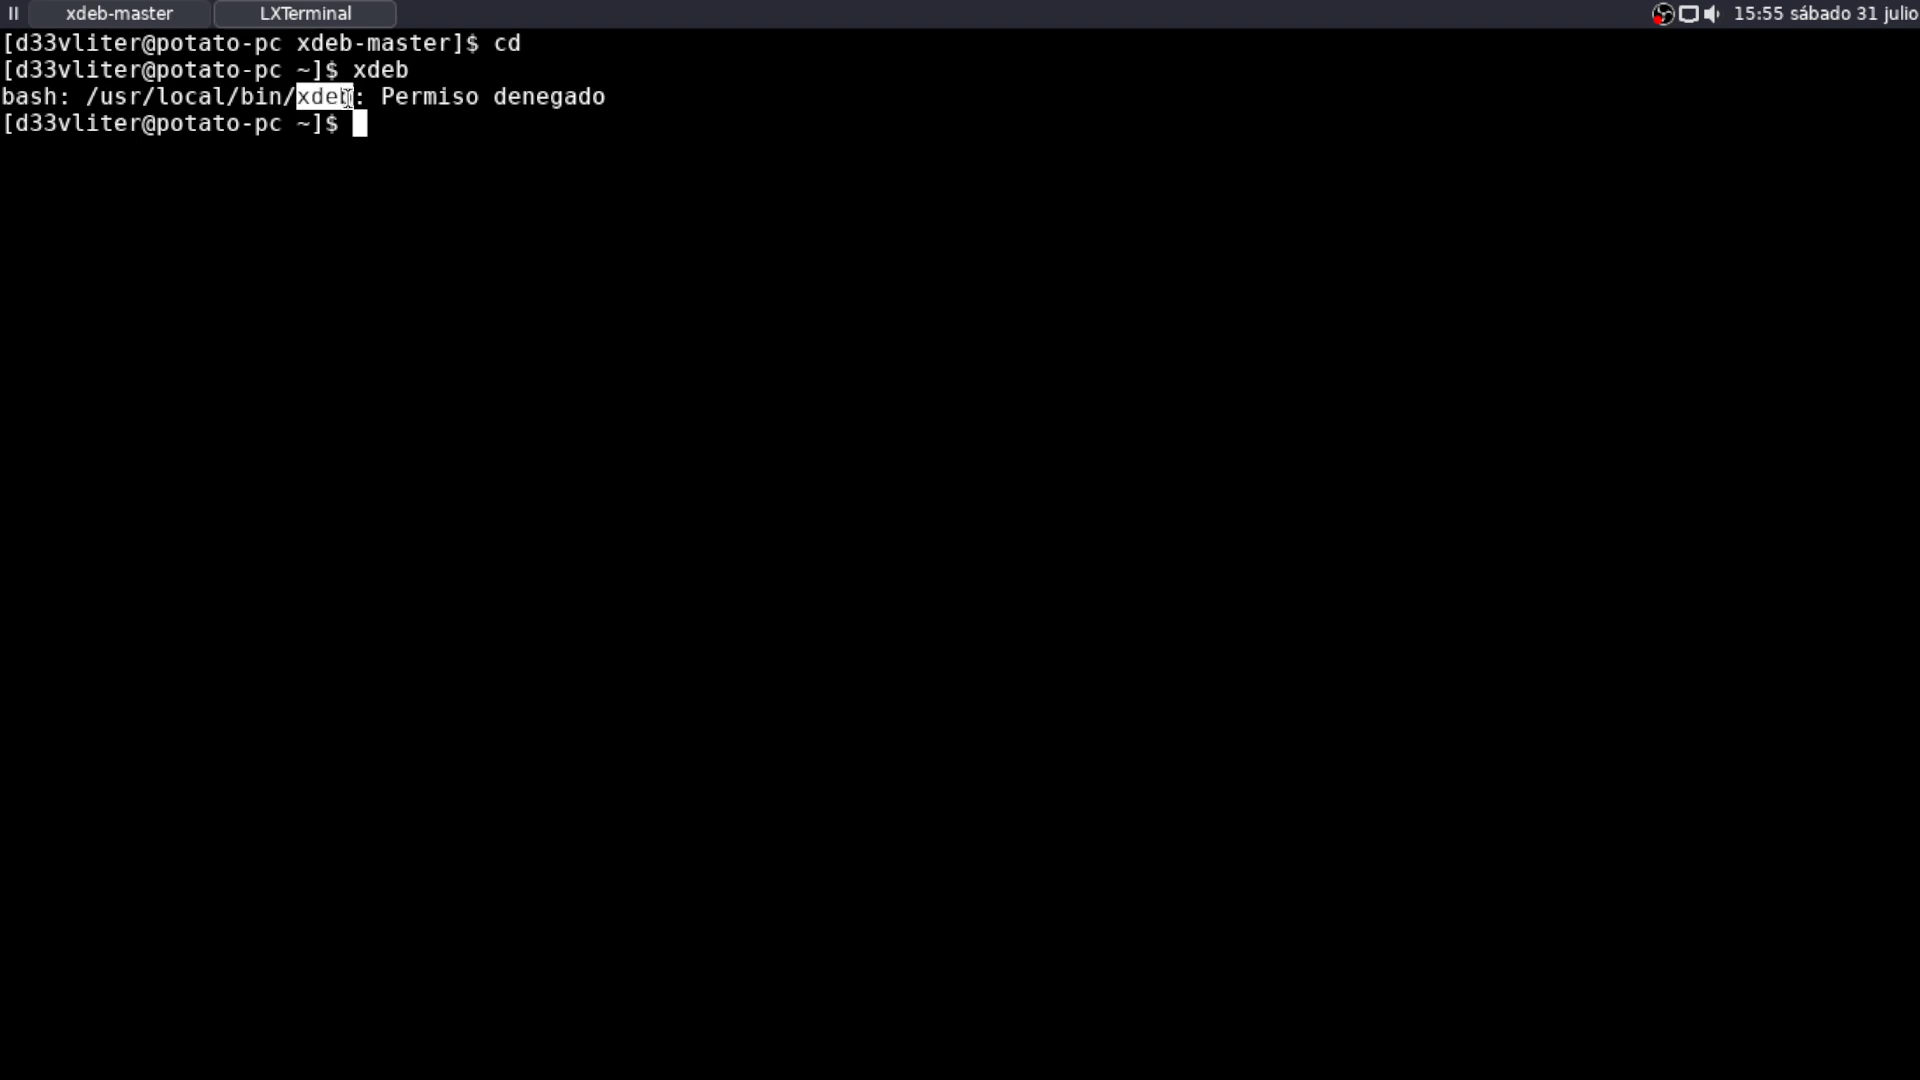 xdeb-master LXTerminal 15:55 sábado 31 julio
[d33vliter@potato-pc xdeb-master]$ cd
[d33vliter@potato-pc ~]$ xdeb
bash: /usr/local/bin/xdeb: Permiso denegado
[d33vliter@potato-pc ~]$